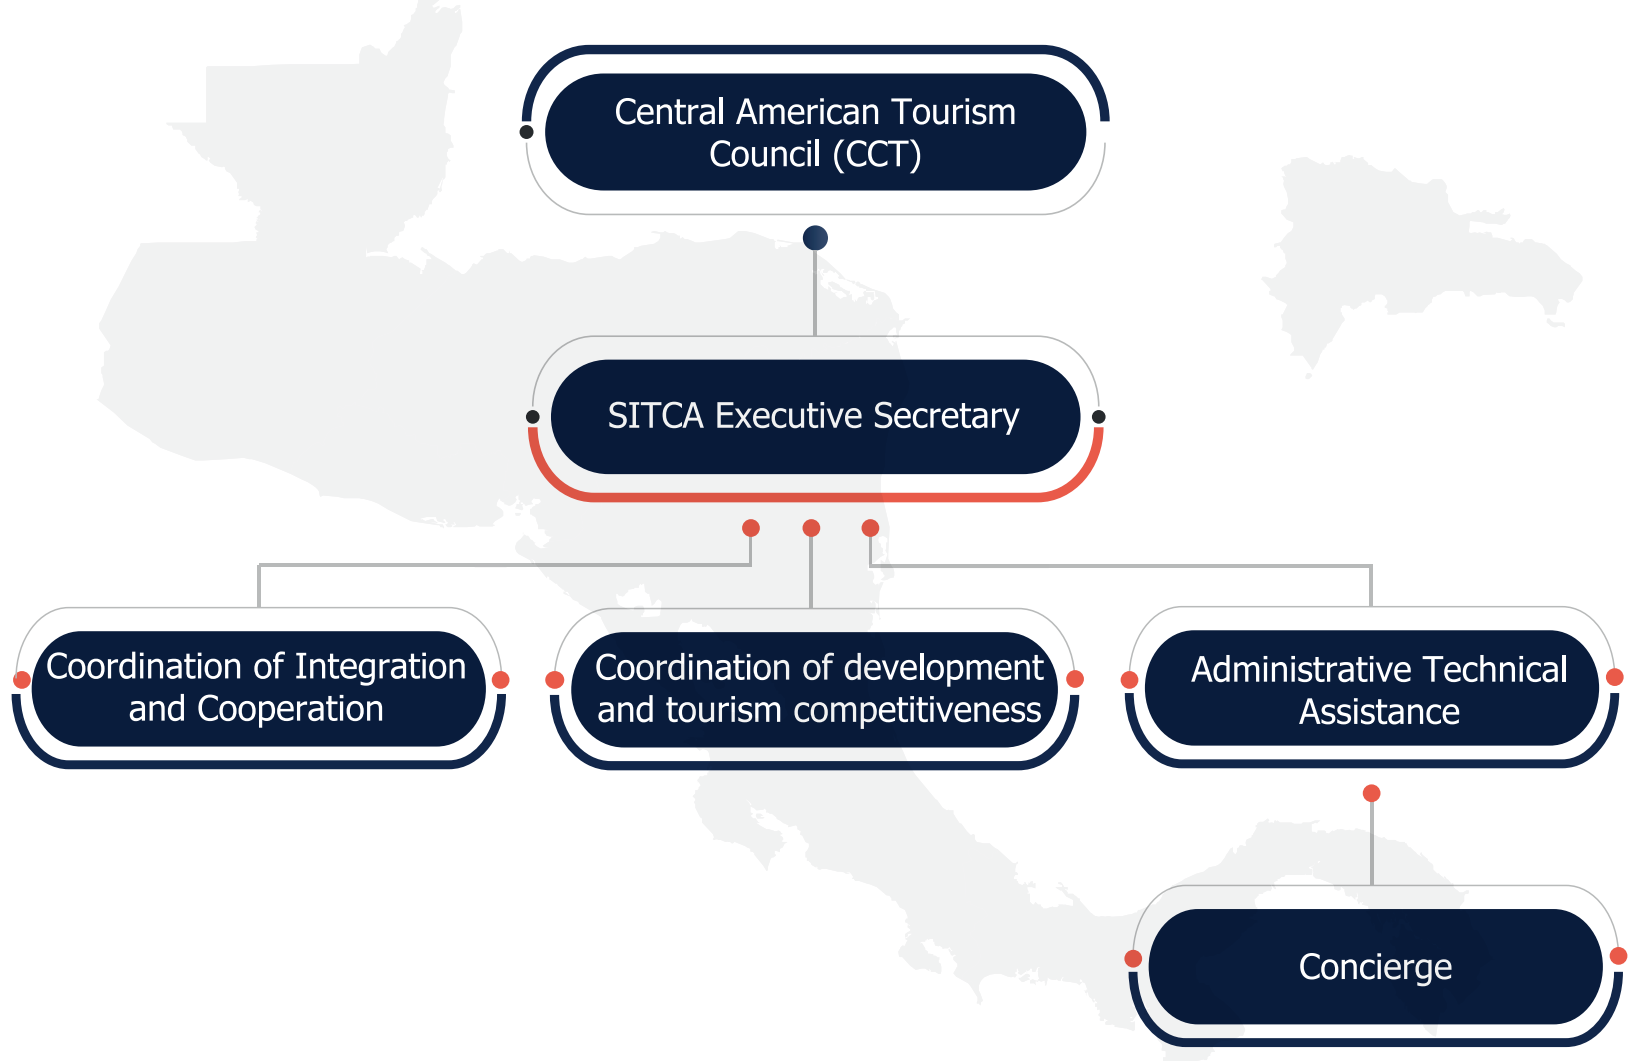 Central American Tourism
Council (CCT)
SITCA Executive Secretary
Coordination of Integration
and Cooperation
Coordination of development
and tourism competitiveness
Administrative Technical
Assistance
Concierge